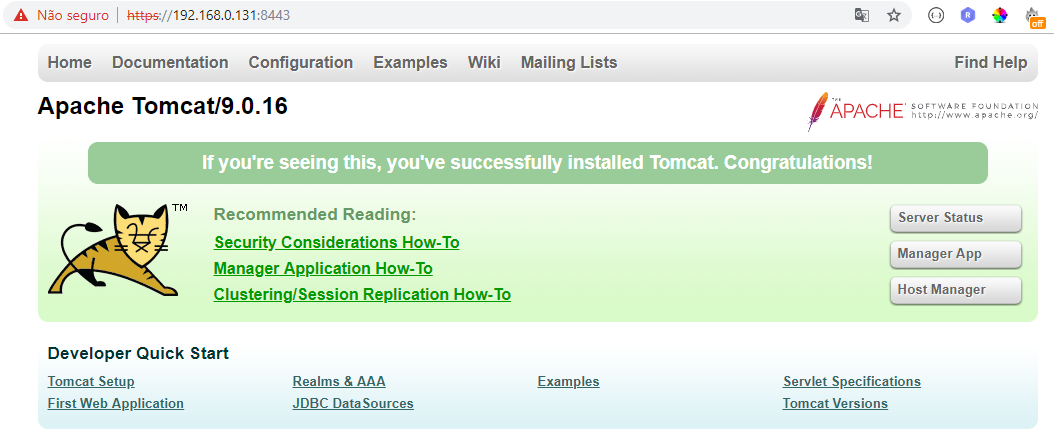 Não seguro | https://192.168.0.131:8443
off
Home Documentation Configuration Examples Wiki Mailing Lists Find Help
Apache Tomcat/9.0.16
THE APACHE® SOFTWARE FOUNDATION
http://www.apache.org/
If you're seeing this, you've successfully installed Tomcat. Congratulations!
TM
Recommended Reading:
Security Considerations How-To
Manager Application How-To
Clustering/Session Replication How-To
Server Status
Manager App
Host Manager
Developer Quick Start
Tomcat Setup
First Web Application
Realms & AAA
JDBC DataSources
Examples
Servlet Specifications
Tomcat Versions